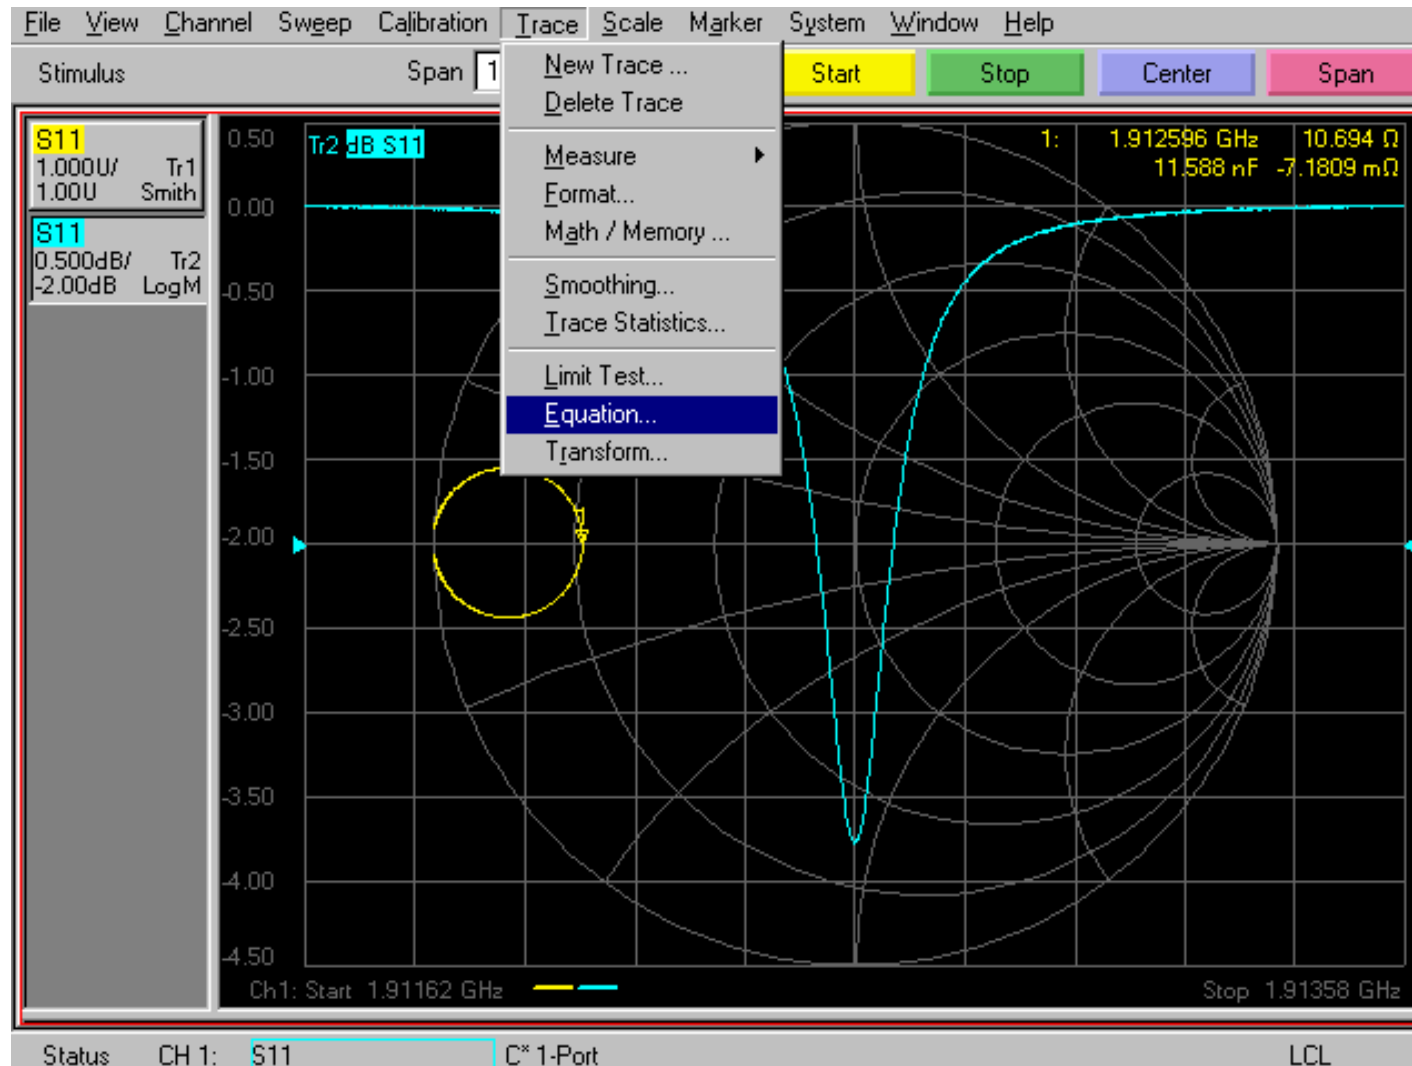 File View Channel Sweep Calibration Trace Scale Marker System Window Help
Stimulus Span 1 Start Stop Center Span
New Trace ...
Delete Trace
Measure
Format...
Math / Memory ...
Smoothing...
Trace Statistics...
Limit Test...
Equation...
Transform...
S11
1.000U/ Tr1
1.00U Smith
S11
0.500dB/ Tr2
-2.00dB LogM
Tr2 dB S11
1: 1.912596 GHz 10.694 Ω
11.588 nF -7.1809 mΩ
0.50
0.00
-0.50
-1.00
-1.50
-2.00
-2.50
-3.00
-3.50
-4.00
-4.50
1
Ch1: Start 1.91162 GHz Stop 1.91358 GHz
Status CH 1: S11 C* 1-Port LCL